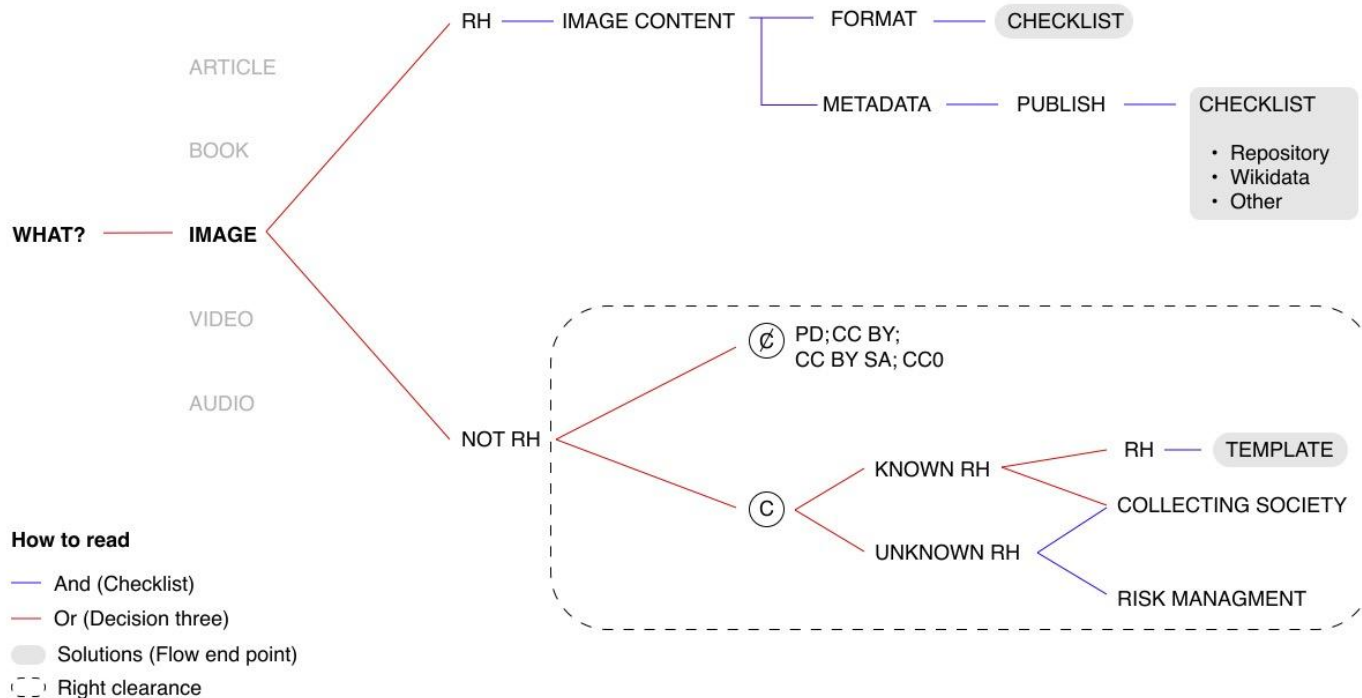 RH
IMAGE CONTENT
FORMAT
CHECKLIST
ARTICLE
METADATA
PUBLISH
CHECKLIST
BOOK
• Repository
• Wikidata
• Other
WHAT?
IMAGE
VIDEO
PD; CC BY;
CC BY SA; CC0
AUDIO
NOT RH
RH
TEMPLATE
KNOWN RH
C
COLLECTING SOCIETY
UNKNOWN RH
RISK MANAGMENT
How to read
And (Checklist)
Or (Decision three)
Solutions (Flow end point)
Right clearance